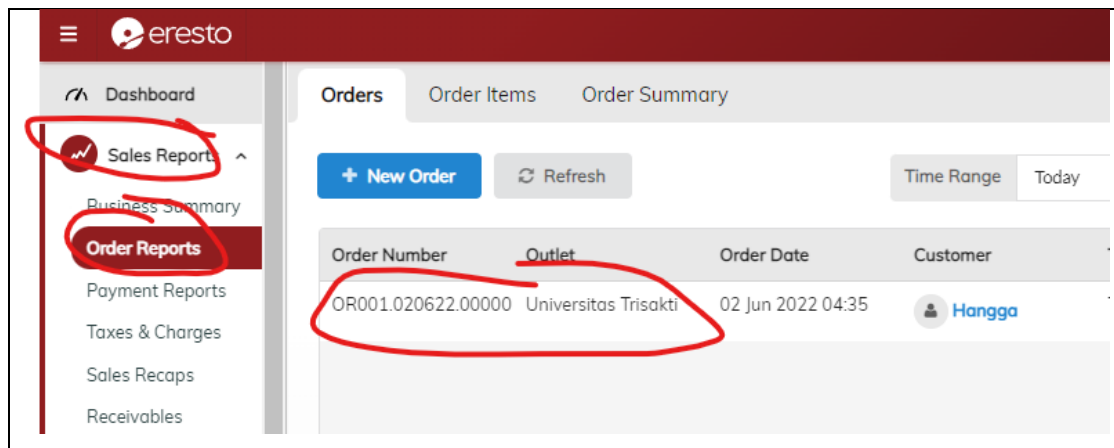 eresto
Dashboard
Sales Reports
Business Summary
Order Reports
Payment Reports
Taxes & Charges
Sales Recaps
Receivables
Orders Order Items Order Summary
+ New Order Refresh Time Range Today
Order Number Outlet Order Date Customer
OR001.020622.00000 Universitas Trisakti 02 Jun 2022 04:35 Hangga